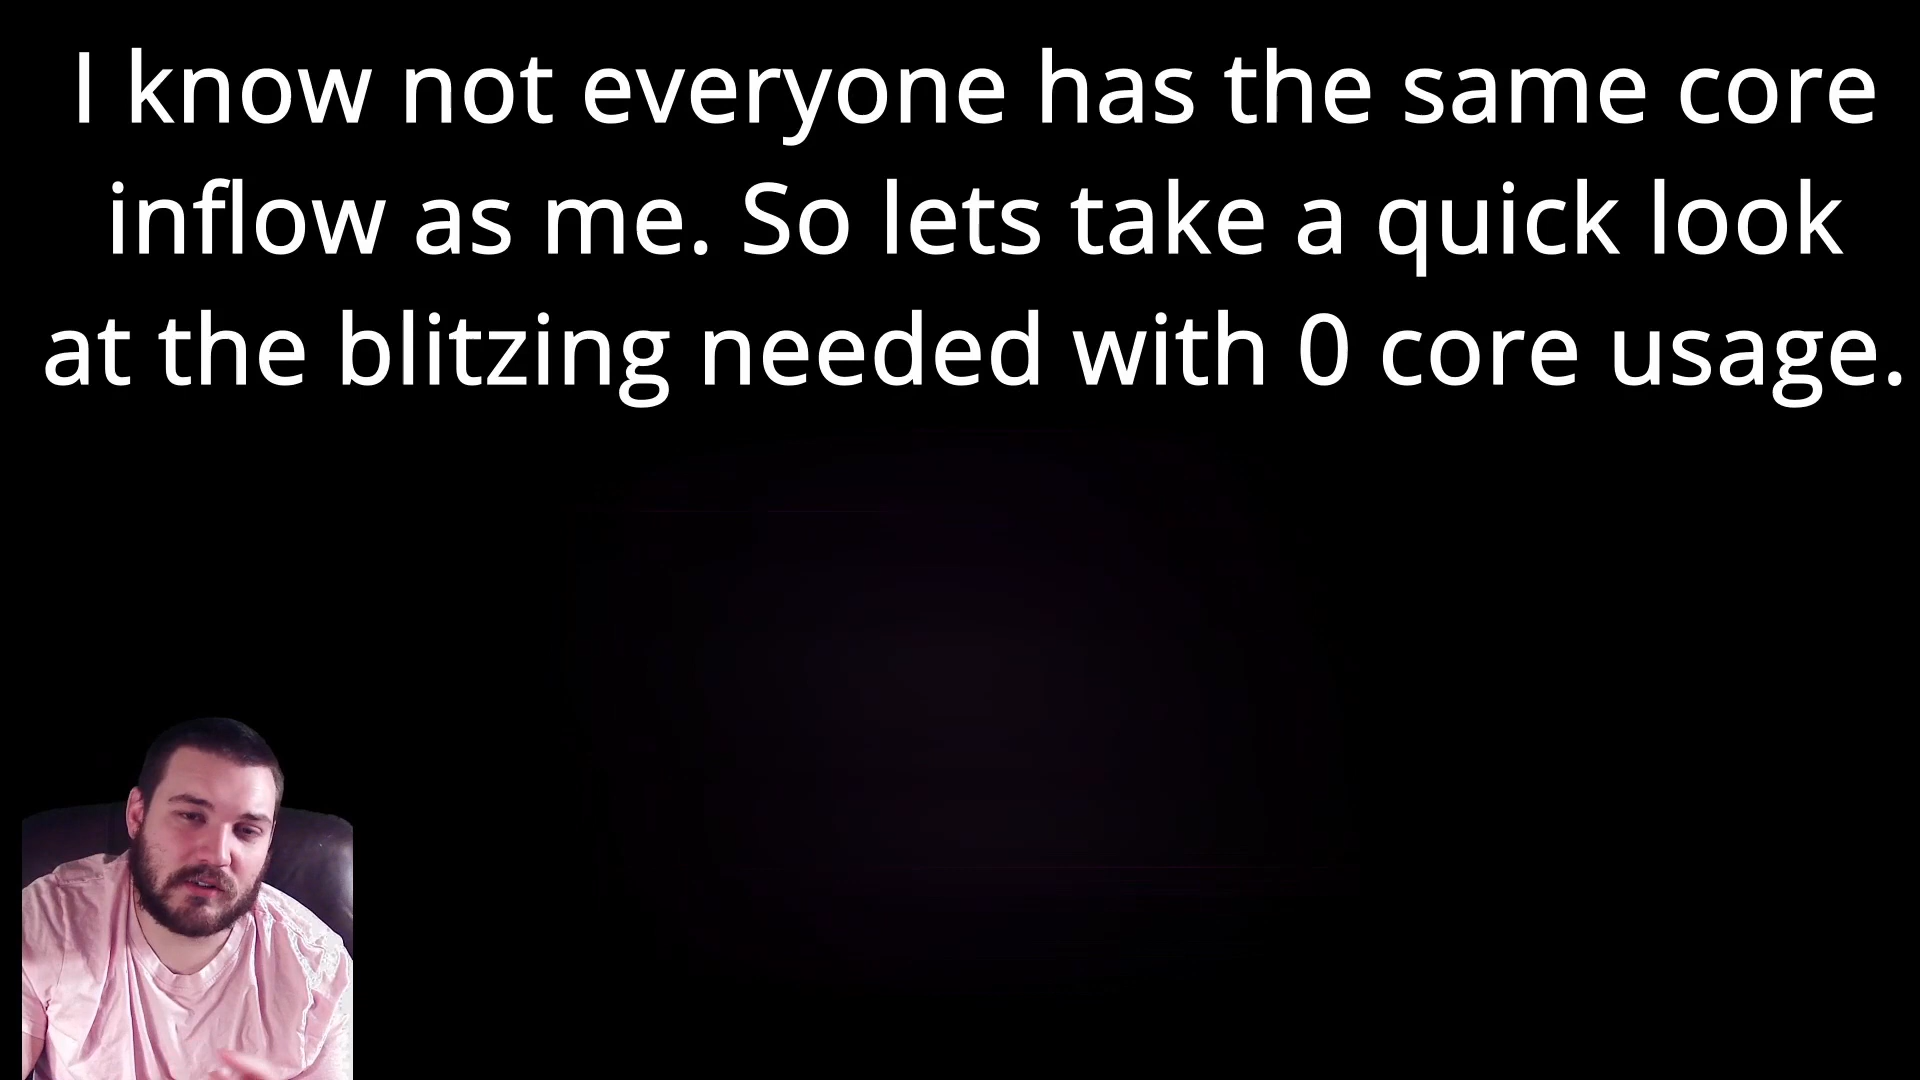 I know not everyone has the same core
inflow as me. So lets take a quick look
at the blitzing needed with 0 core usage.